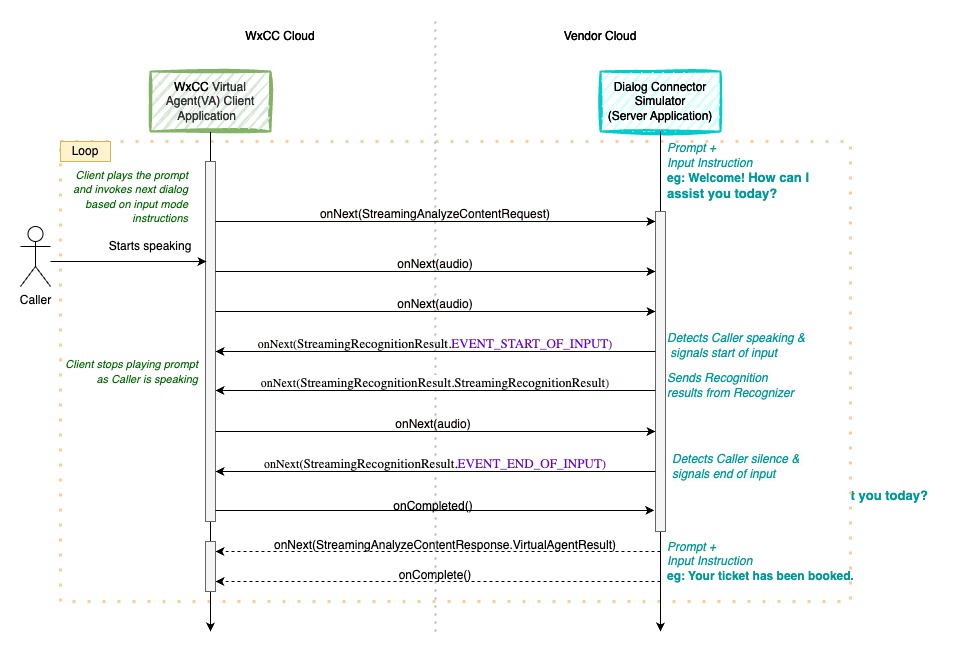 WxCC Cloud
Vendor Cloud
WxCC Virtual
Agent(VA) Client
Application
Dialog Connector
Simulator
(Server Application)
Loop
Prompt +
Input Instruction
eg: Welcome! How can I
assist you today?
Client plays the prompt
and invokes next dialog
based on input mode
instructions
onNext(StreamingAnalyzeContentRequest)
Starts speaking
Caller
onNext(audio)
onNext(audio)
onNext(StreamingRecognitionResult.EVENT_START_OF_INPUT)
Detects Caller speaking &
signals start of input
Client stops playing prompt
as Caller is speaking
onNext(StreamingRecognitionResult.StreamingRecognitionResult)
Sends Recognition
results from Recognizer
onNext(audio)
onNext(StreamingRecognitionResult.EVENT_END_OF_INPUT)
Detects Caller silence &
signals end of input
t you today?
onCompleted()
onNext(StreamingAnalyzeContentResponse.VirtualAgentResult)
Prompt +
Input Instruction
eg: Your ticket has been booked.
onComplete()